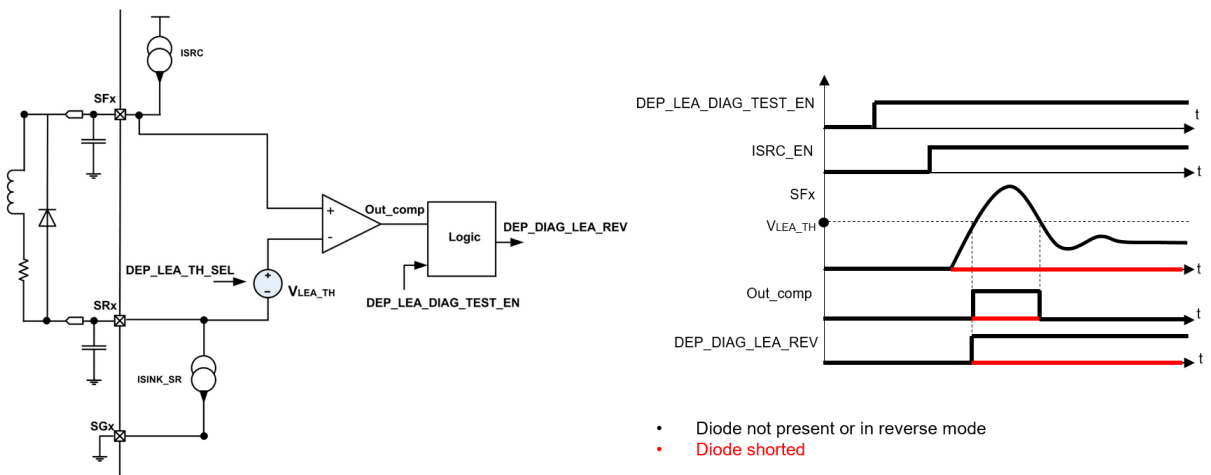 ISRC
SFx
+
-
Out_comp
Logic
DEP_DIAG_LEA_REV
DEP_LEA_TH_SEL
+
-
VLEA_TH
DEP_LEA_DIAG_TEST_EN
SRx
ISINK_SR
SGx
DEP_LEA_DIAG_TEST_EN
t
ISRC_EN
t
SFx
VLEA_TH
t
Out_comp
t
DEP_DIAG_LEA_REV
t
• Diode not present or in reverse mode
• Diode shorted